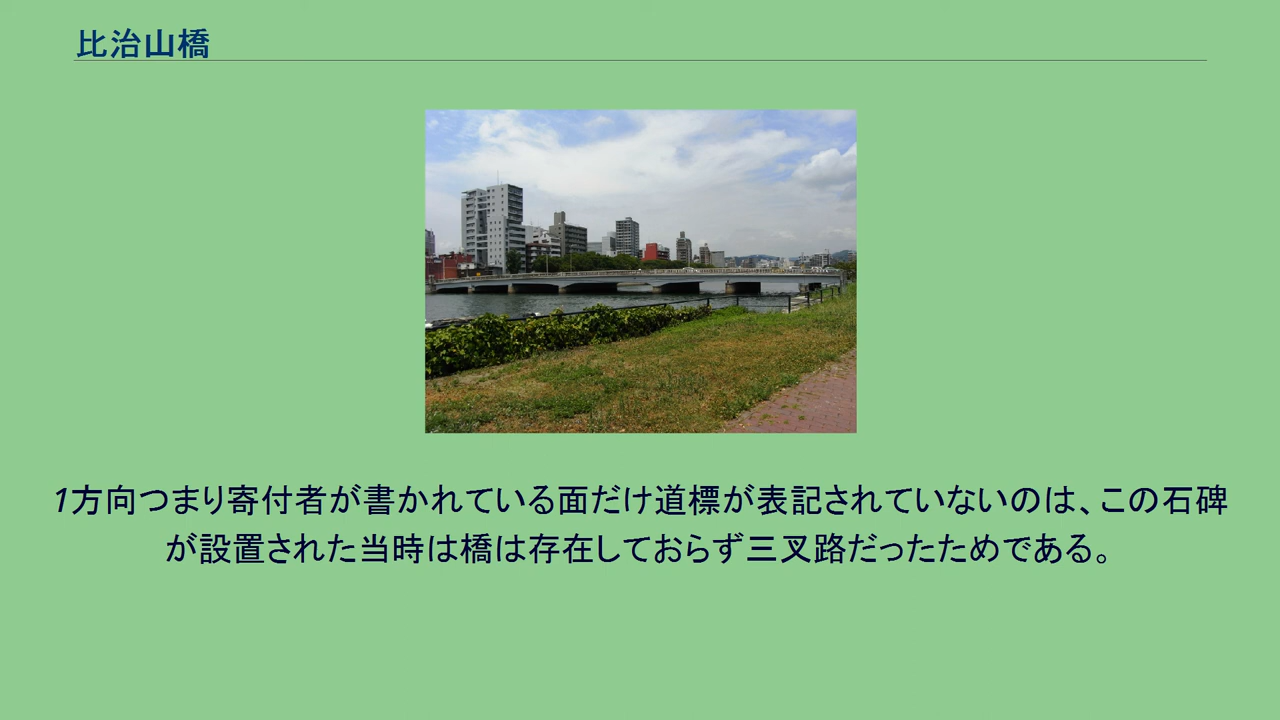 比治山橋
1方向つまり寄付者が書かれている面だけ道標が表記されていないのは、この石碑
が設置された当時は橋は存在しておらず三叉路だったためである。